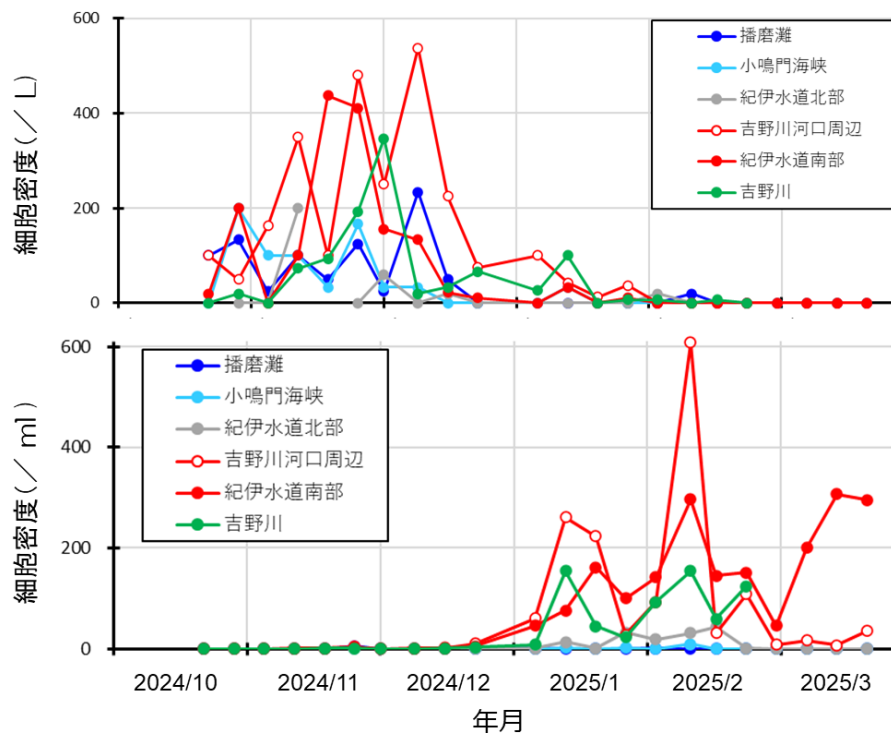 600
400
200
0
細胞密度(／ L)
播磨灘
小鳴門海峡
紀伊水道北部
吉野川河口周辺
紀伊水道南部
吉野川
600
400
200
0
細胞密度(／ ml)
播磨灘
小鳴門海峡
紀伊水道北部
吉野川河口周辺
紀伊水道南部
吉野川
2024/10 2024/11 2024/12 2025/1 2025/2 2025/3
年月